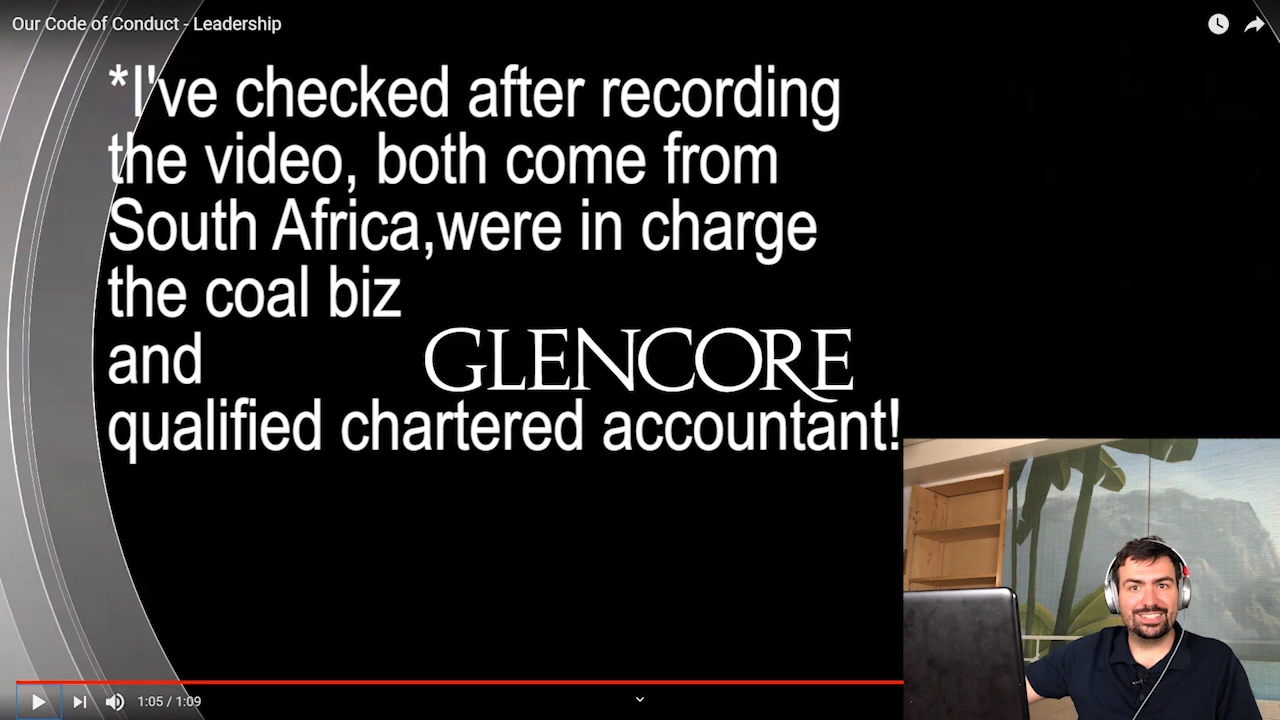 Our Code of Conduct - Leadership
*I've checked after recording
the video, both come from
South Africa,were in charge
the coal biz
and
GLENCORE
qualified chartered accountant!
1:05 / 1:09